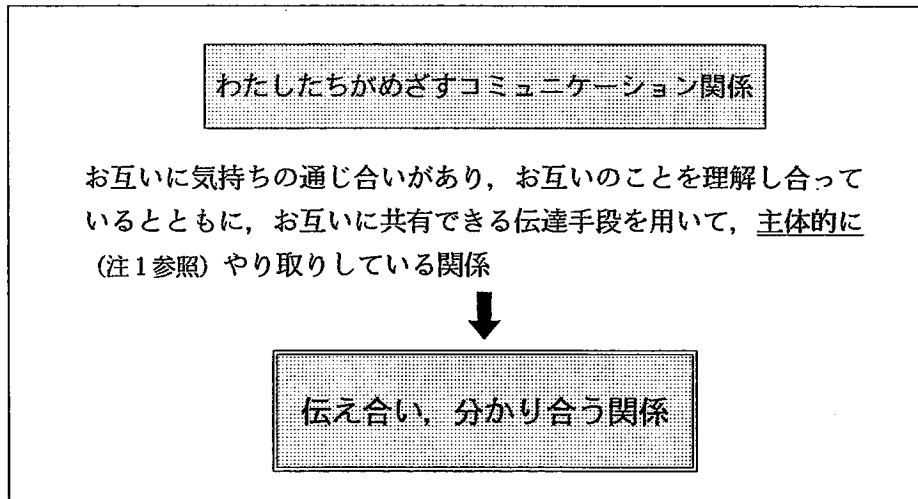 わたしたちがめざすコミュニケーション関係
お互いに気持ちの通じ合いがあり，お互いのことを理解し合って
いるとともに，お互いに共有できる伝達手段を用いて，主体的に
（注１参照）やり取りしている関係
伝え合い，分かり合う関係